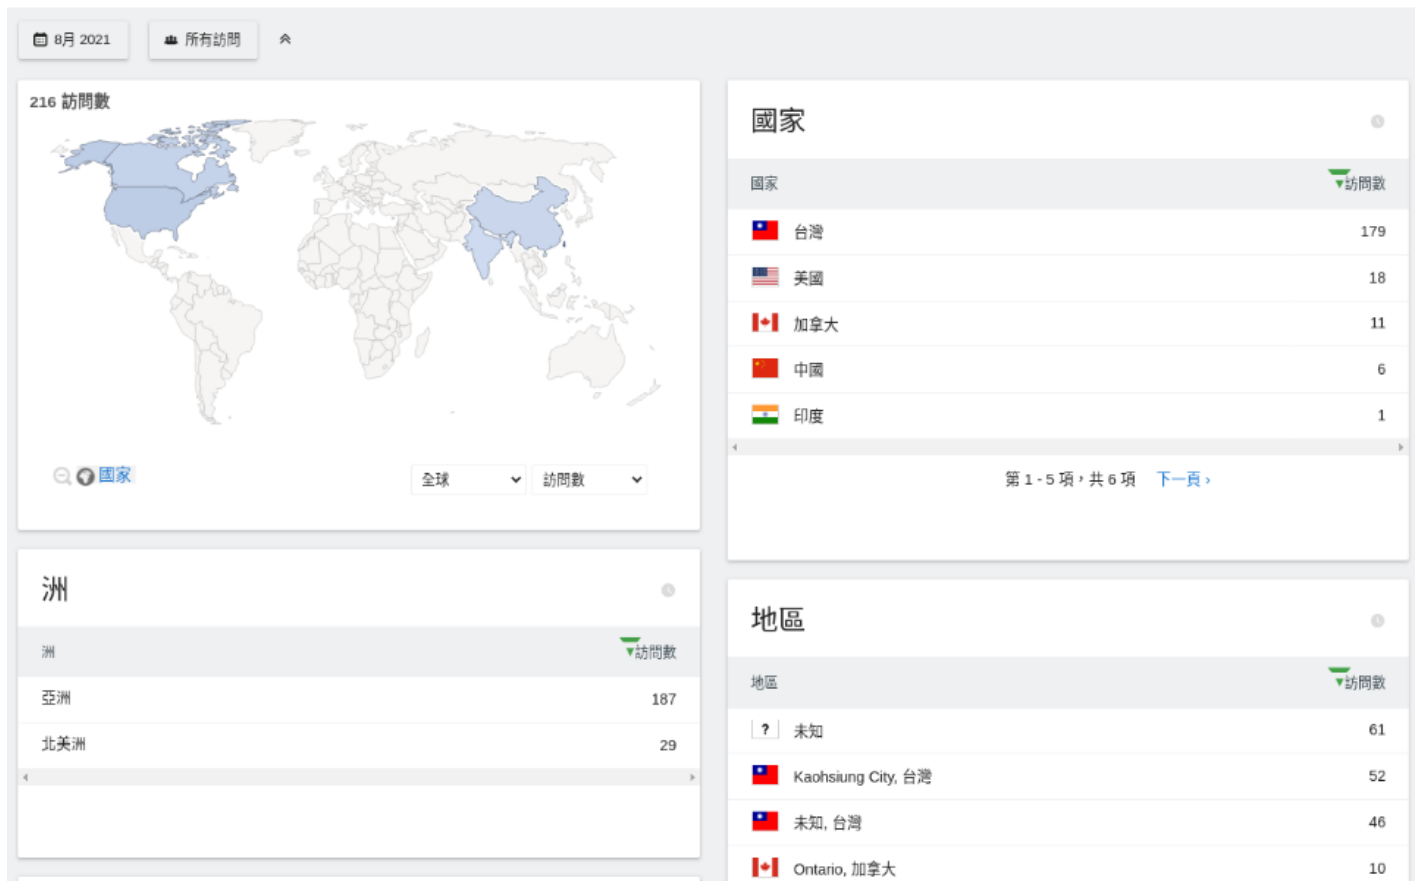 8月 2021
所有訪問
216 訪問數
國家
全球
訪問數
洲
洲
訪問數
亞洲
187
北美洲
29
國家
國家
訪問數
台灣
179
美國
18
加拿大
11
中國
6
印度
1
第 1 - 5 項，共 6 項 下一頁 ›
地區
地區
訪問數
? 未知
61
Kaohsiung City, 台灣
52
未知, 台灣
46
Ontario, 加拿大
10